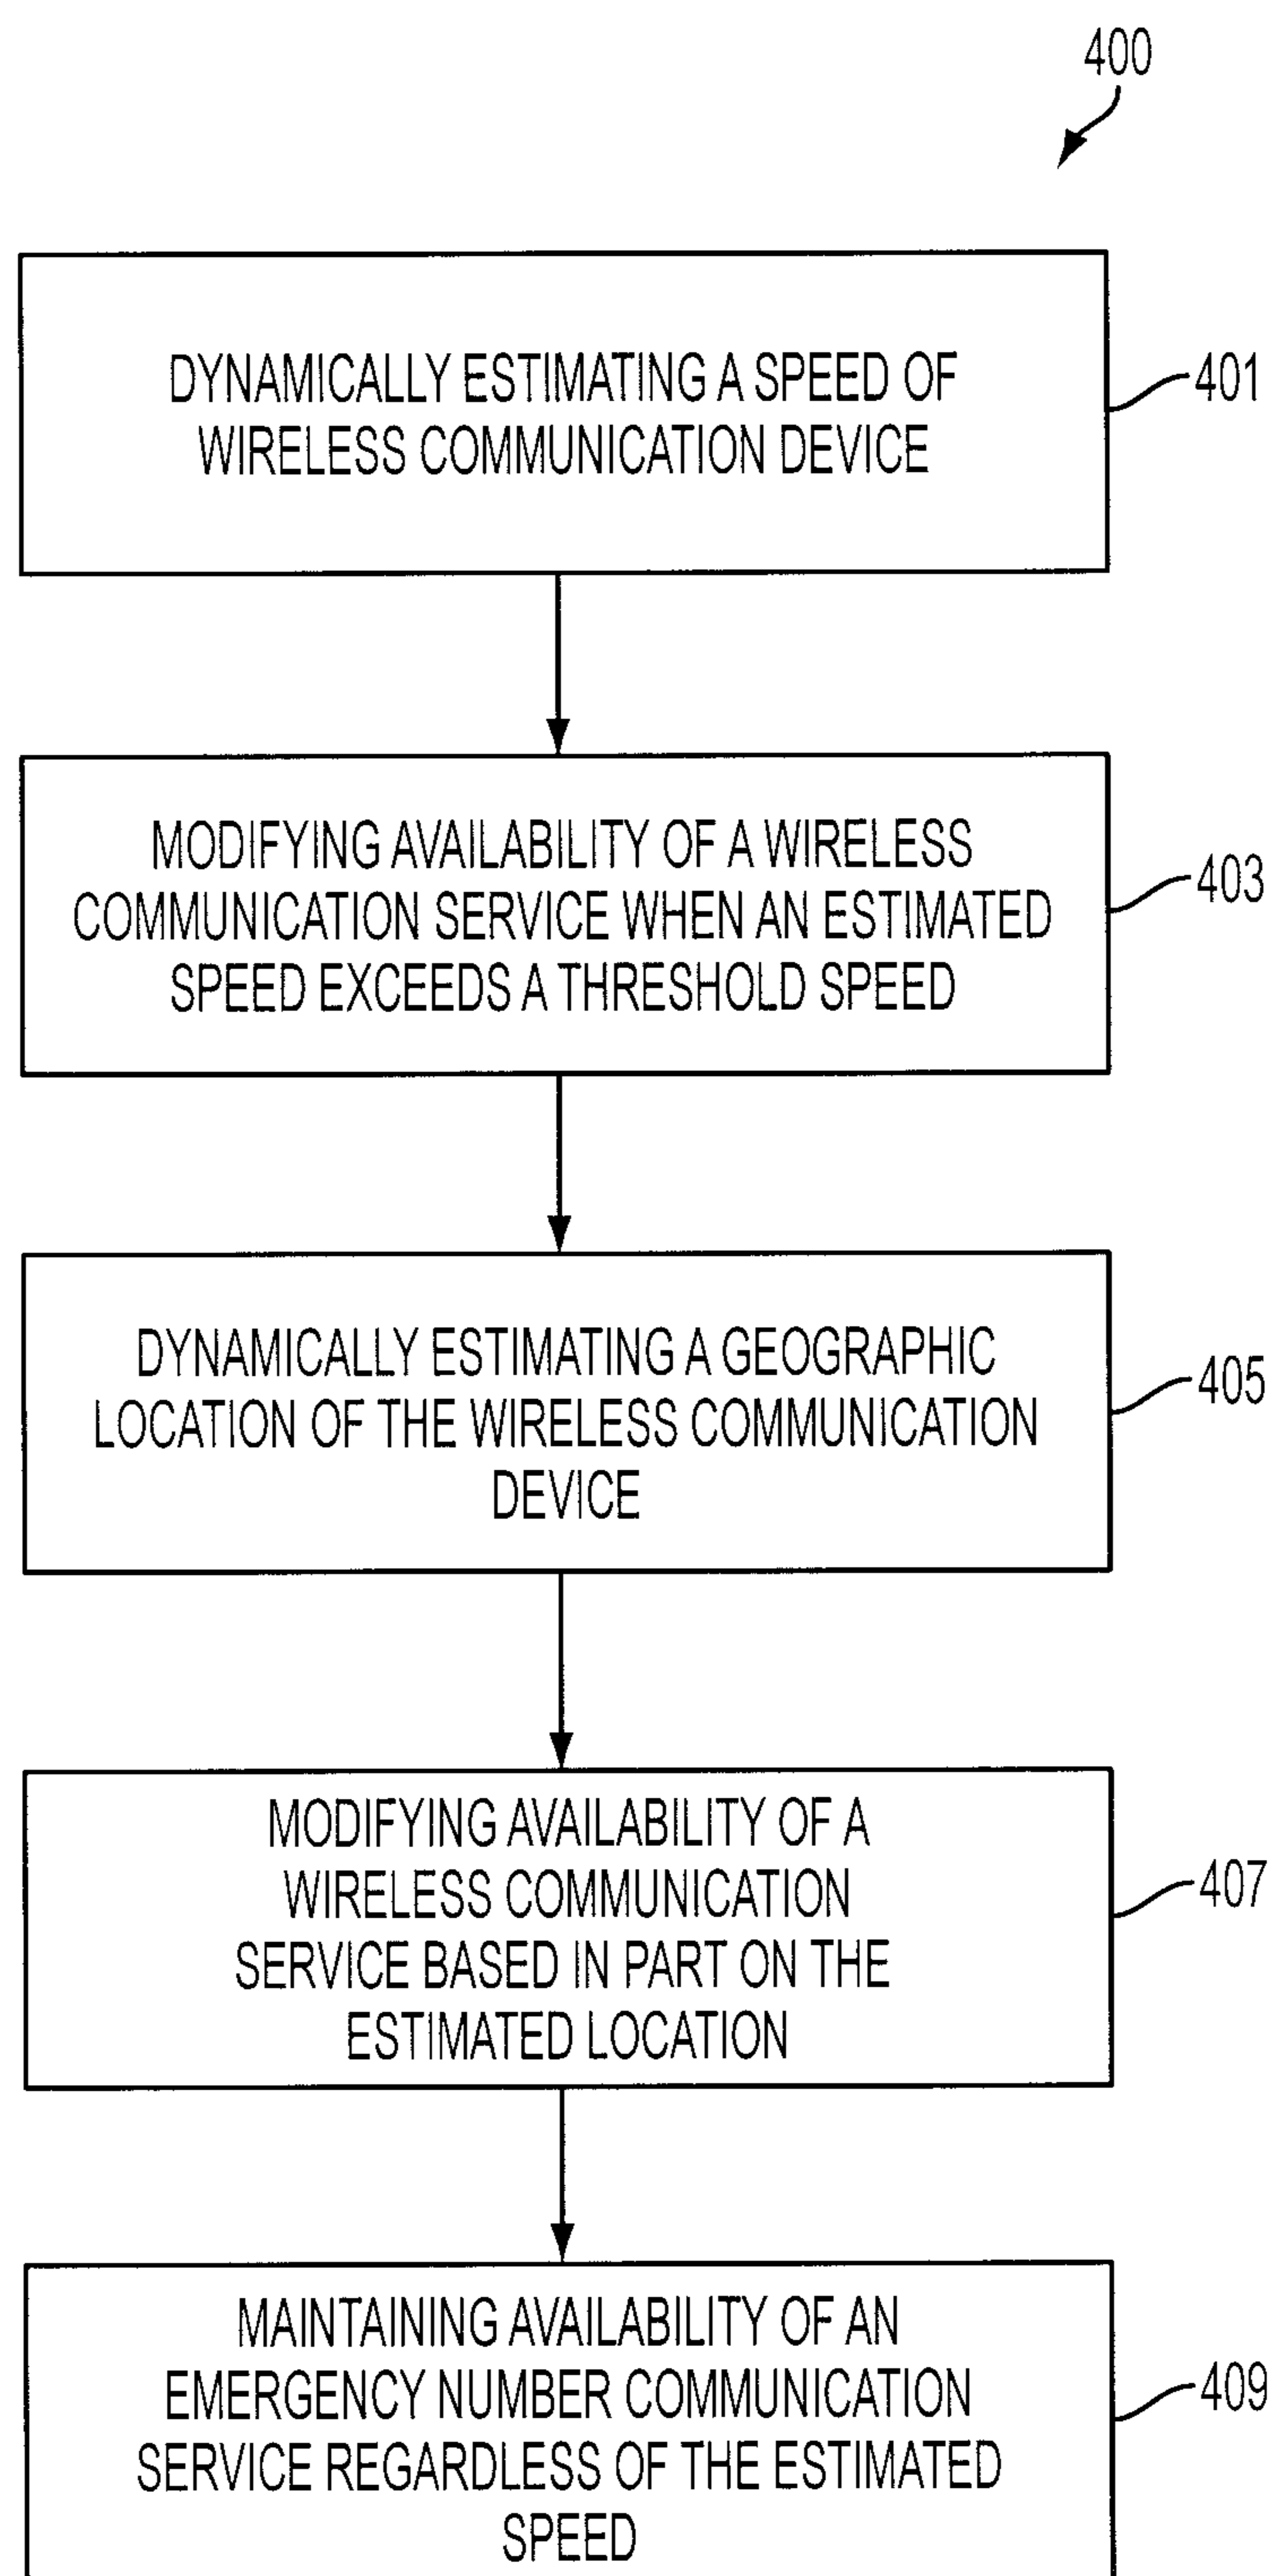 400
DYNAMICALLY ESTIMATING A SPEED OF
WIRELESS COMMUNICATION DEVICE
401
MODIFYING AVAILABILITY OF A WIRELESS
COMMUNICATION SERVICE WHEN AN ESTIMATED
SPEED EXCEEDS A THRESHOLD SPEED
403
DYNAMICALLY ESTIMATING A GEOGRAPHIC
LOCATION OF THE WIRELESS COMMUNICATION
DEVICE
405
MODIFYING AVAILABILITY OF A
WIRELESS COMMUNICATION
SERVICE BASED IN PART ON THE
ESTIMATED LOCATION
407
MAINTAINING AVAILABILITY OF AN
EMERGENCY NUMBER COMMUNICATION
SERVICE REGARDLESS OF THE ESTIMATED
SPEED
409